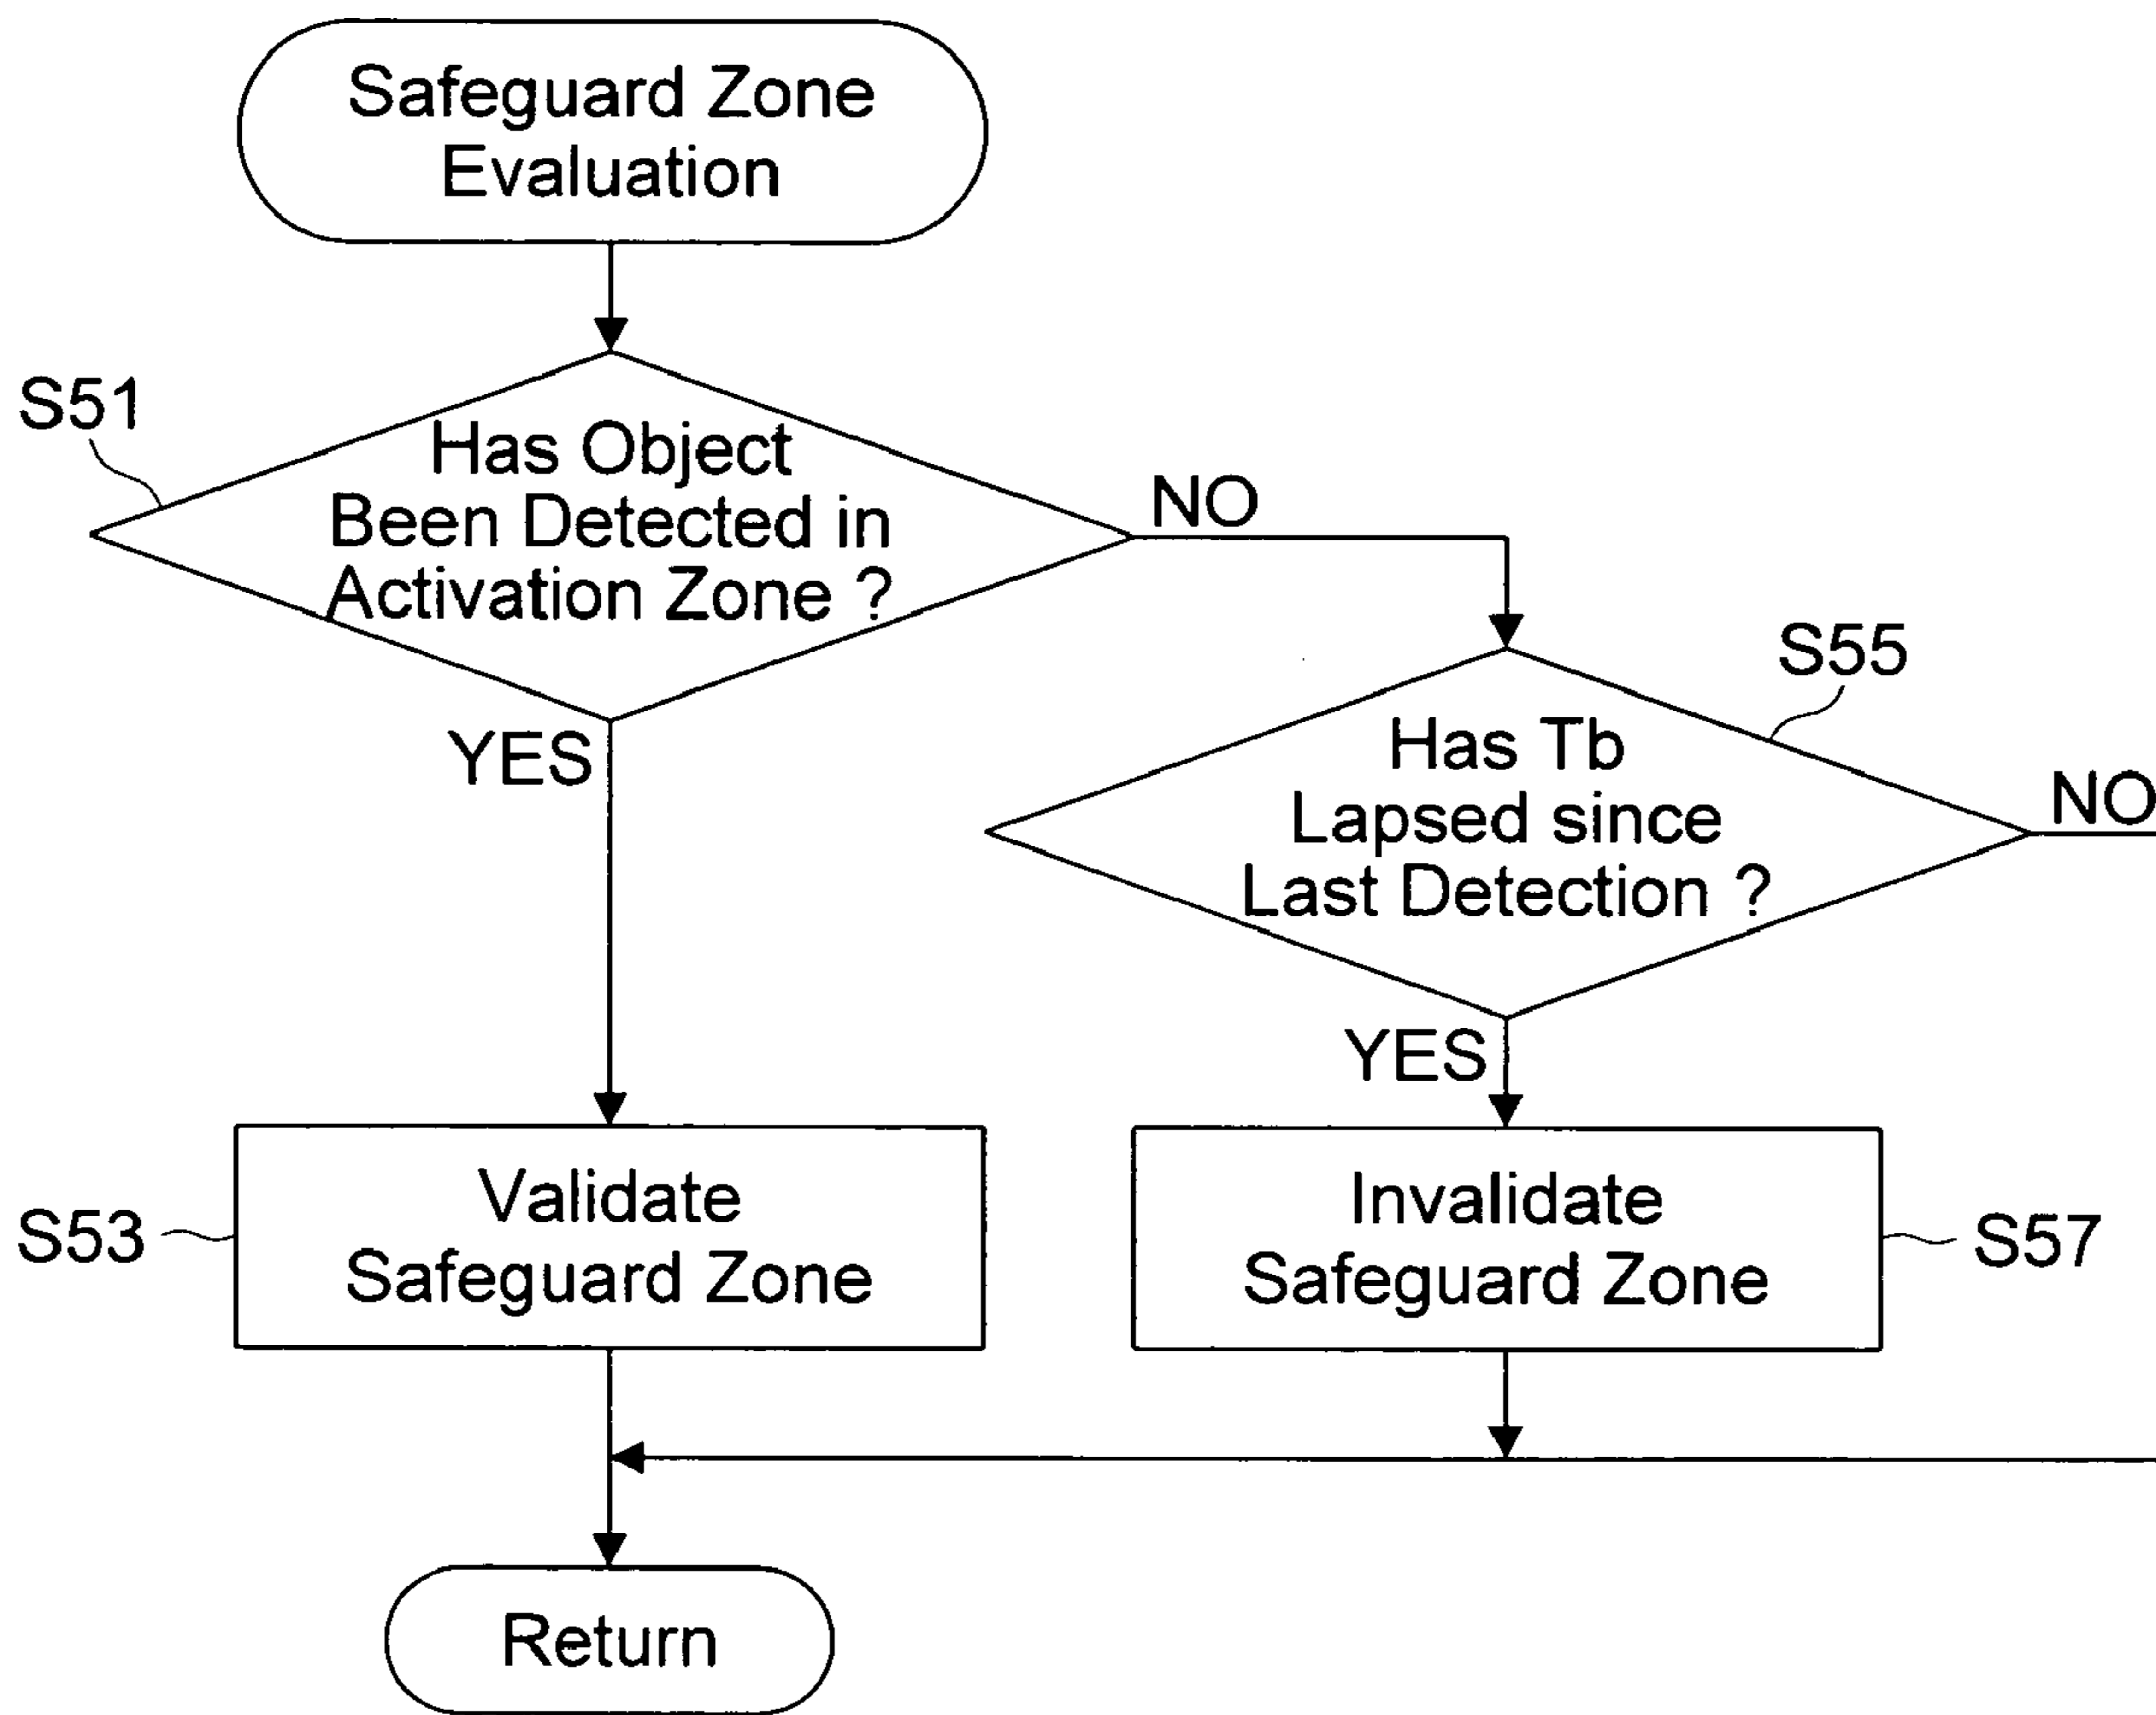 Safeguard Zone
Evaluation
S51
Has Object
Been Detected in
Activation Zone ?
NO
YES
S55
Has Tb
Lapsed since
Last Detection ?
NO
YES
S53
Validate
Safeguard Zone
Invalidate
Safeguard Zone
S57
Return